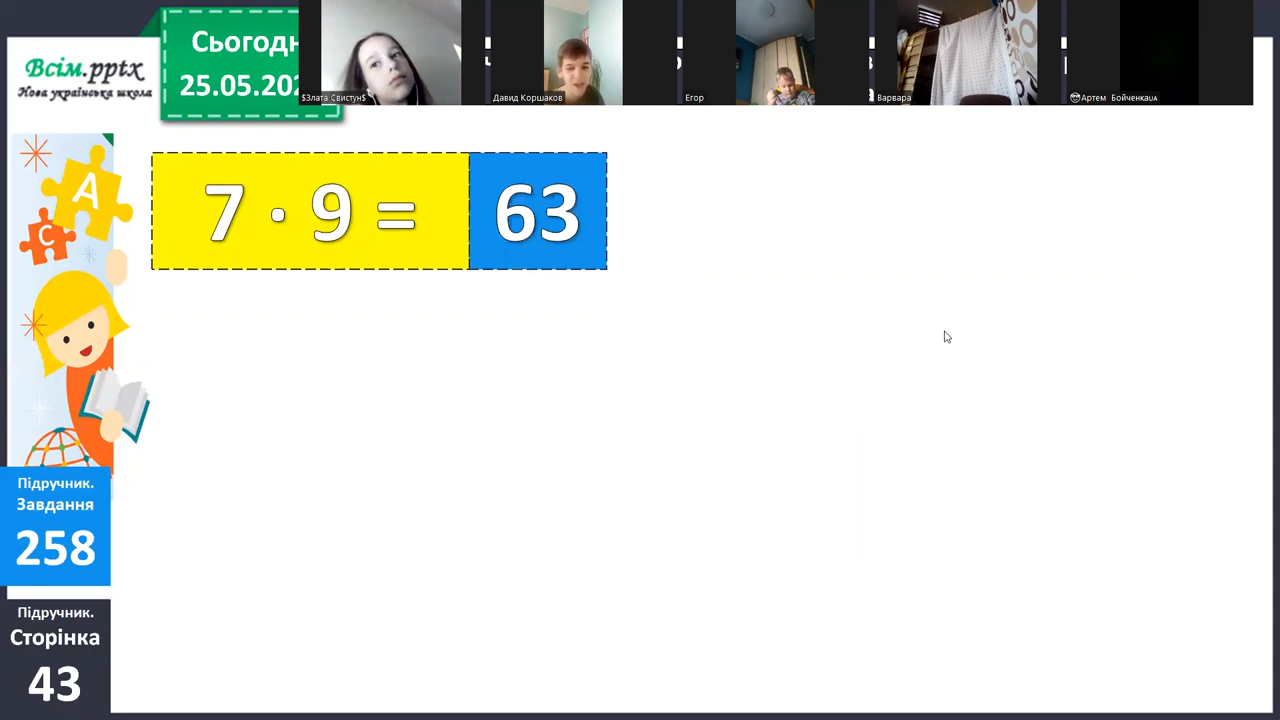 Всім.pptx
Нова українська школа
Сьогодн
25.05.202
$Злата Свистун$
Давид Коршаков
Егор
Варвара
😎Артем Бойченкаuᴀ
А
С
7 · 9 = 63
Підручник.
Завдання
258
Підручник.
Сторінка
43